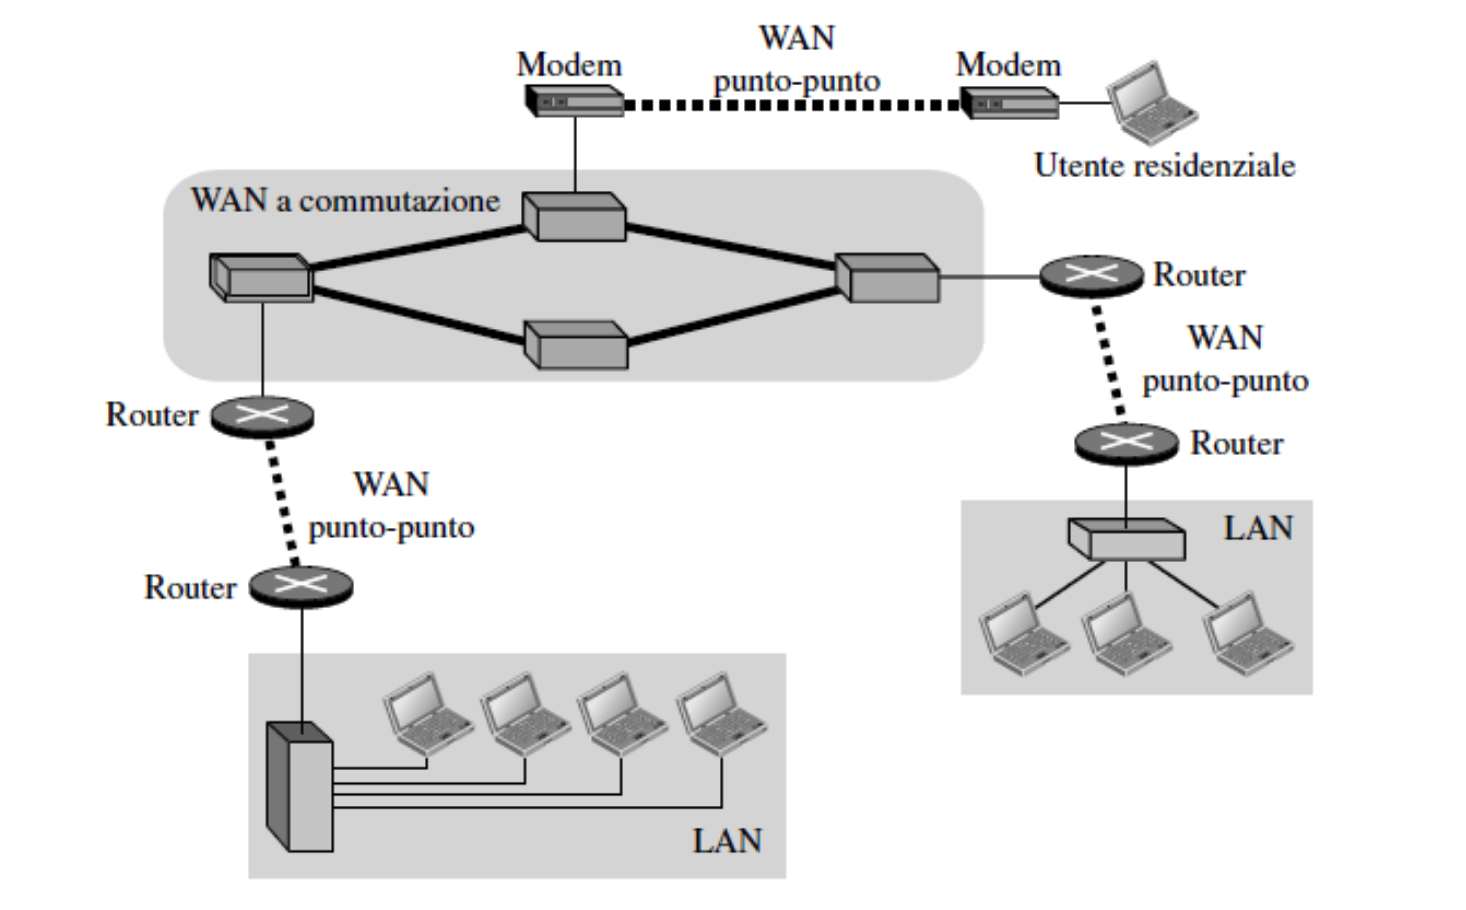 WAN
punto-punto
Modem
Modem
Utente residenziale
WAN a commutazione
Router
WAN
punto-punto
Router
Router
WAN
punto-punto
Router
LAN
LAN